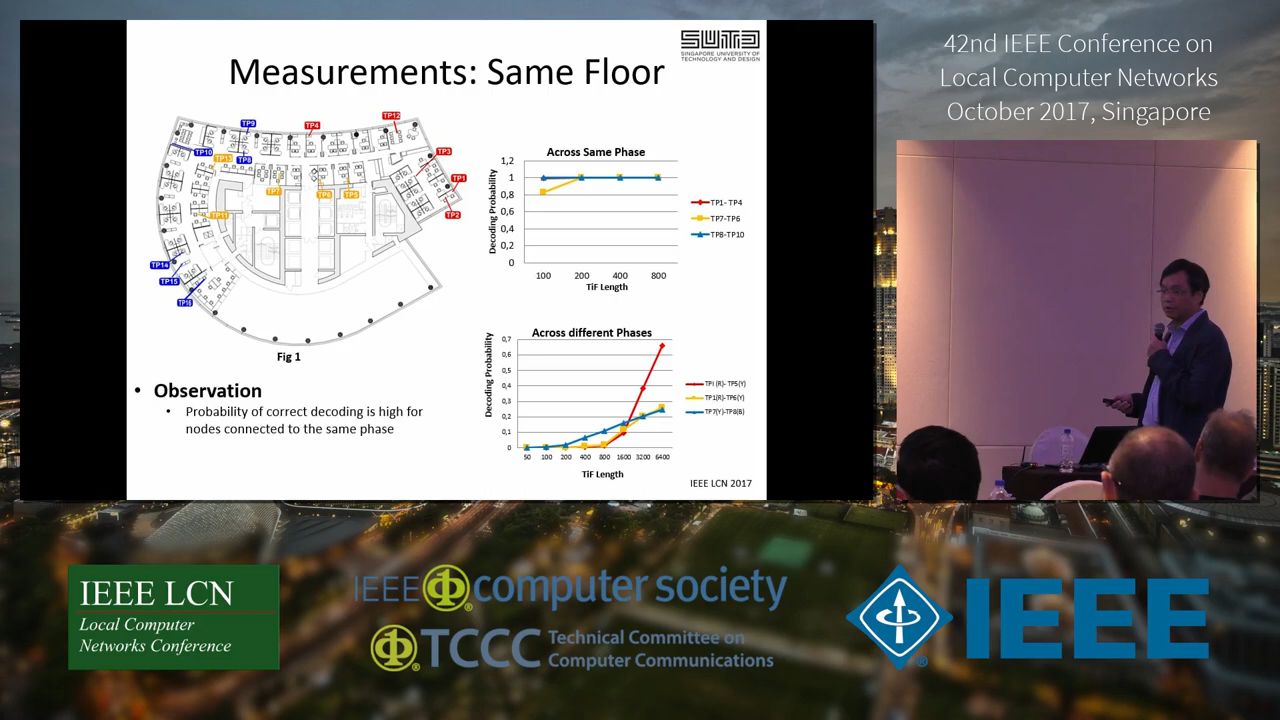 42nd IEEE Conference on
Local Computer Networks
October 2017, Singapore
SUTD
SINGAPORE UNIVERSITY OF
TECHNOLOGY AND DESIGN
Measurements: Same Floor
TP9
TP4
TP12
TP10
TP13
TP8
TP3
TP7
TP6
TP5
TP1
TP11
TP2
TP14
TP15
TP16
Fig 1
Across Same Phase
Decoding Probability
1,2
1
0,8
0,6
0,4
0,2
0
100 200 400 800
TiF Length
TP1- TP4
TP7-TP6
TP8-TP10
Across different Phases
Decoding Probability
0,7
0,6
0,5
0,4
0,3
0,2
0,1
0
50 100 200 400 800 1600 3200 6400
TiF Length
TP1 (R)- TP5(Y)
TP1(R)-TP6(Y)
TP7(Y)-TP8(B)
• Observation
• Probability of correct decoding is high for
nodes connected to the same phase
IEEE LCN 2017
IEEE LCN
Local Computer
Networks Conference
IEEE computer society
TCCC Technical Committee on
Computer Communications
IEEE